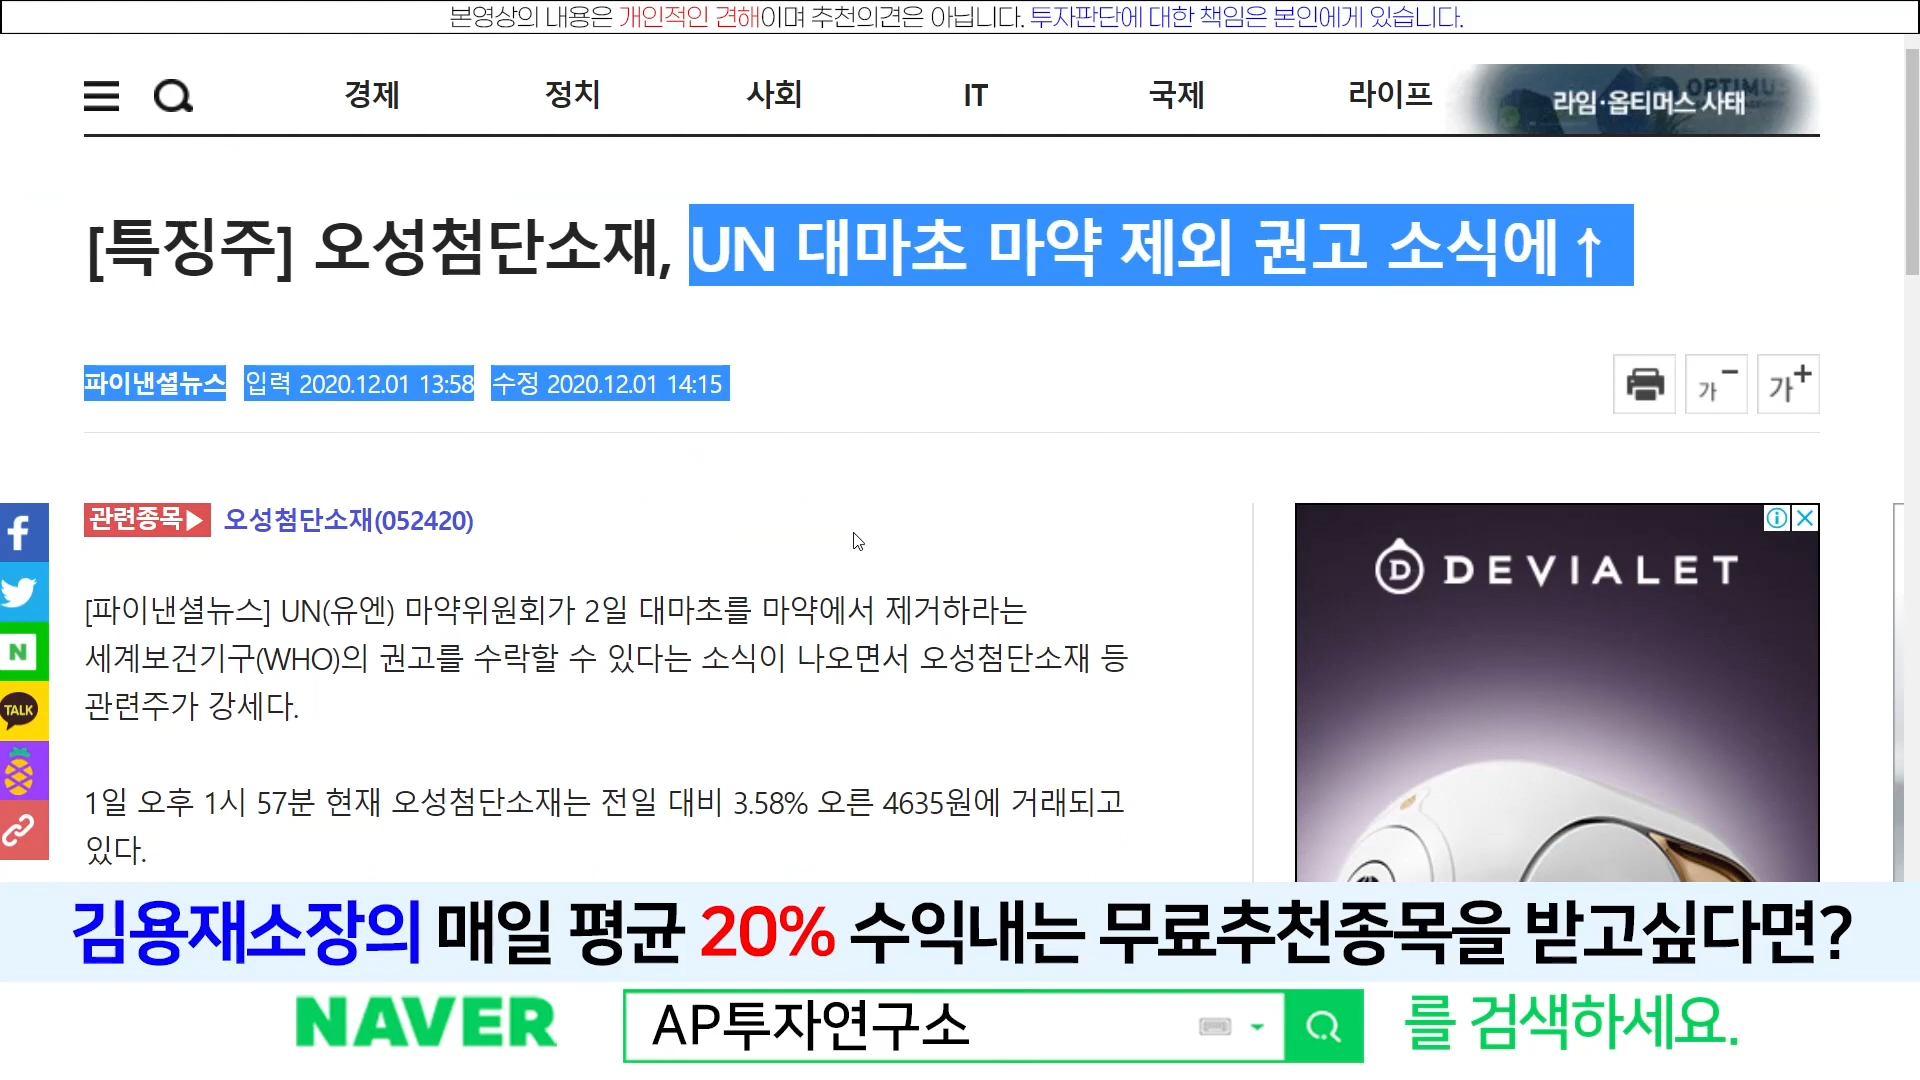 본영상의 내용은 개인적인 견해이며 추천의견은 아닙니다. 투자판단에 대한 책임은 본인에게 있습니다.
경제 정치 사회 IT 국제 라이프 라임·옵티머스 사태
[특징주] 오성첨단소재, UN 대마초 마약 제외 권고 소식에↑
파이낸셜뉴스 입력 2020.12.01 13:58 수정 2020.12.01 14:15
가- 가+
관련종목▶ 오성첨단소재(052420)
DEVIALET
[파이낸셜뉴스] UN(유엔) 마약위원회가 2일 대마초를 마약에서 제거하라는
세계보건기구(WHO)의 권고를 수락할 수 있다는 소식이 나오면서 오성첨단소재 등
관련주가 강세다.
TALK
1일 오후 1시 57분 현재 오성첨단소재는 전일 대비 3.58% 오른 4635원에 거래되고
있다.
김용재소장의 매일 평균 20% 수익내는 무료추천종목을 받고싶다면?
NAVER AP투자연구소 를 검색하세요.